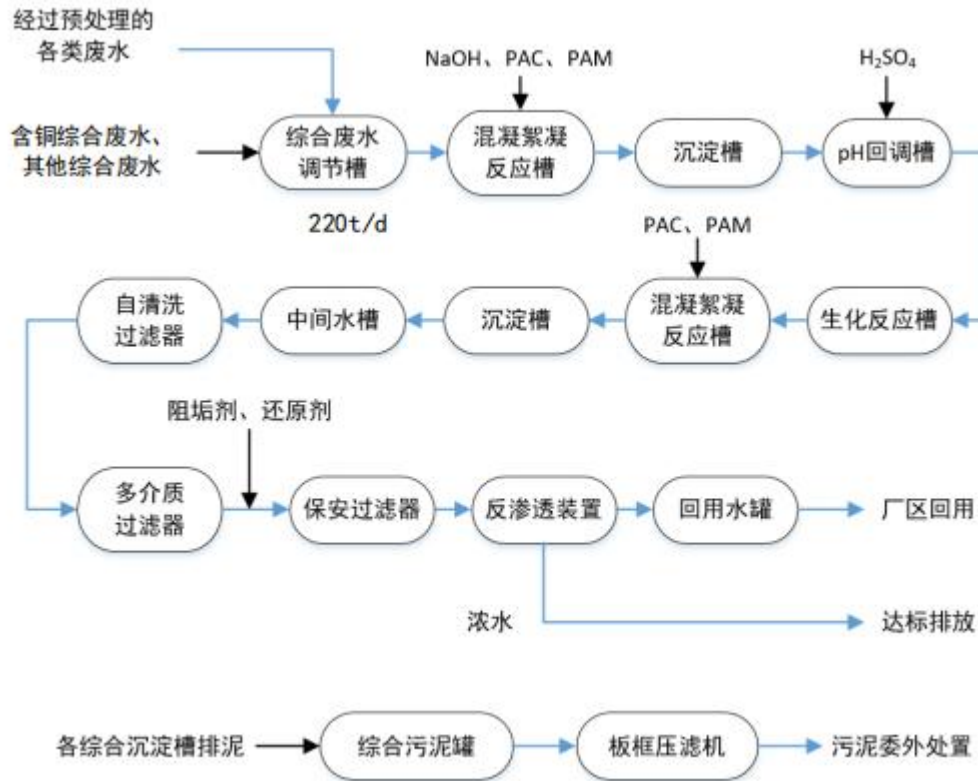 经过预处理的
各类废水
NaOH、PAC、PAM
H₂SO₄
含铜综合废水、
其他综合废水
综合废水
调节槽
混凝絮凝
反应槽
沉淀槽
pH回调槽
220t/d
PAC、PAM
自清洗
过滤器
中间水槽
沉淀槽
混凝絮凝
反应槽
生化反应槽
阻垢剂、还原剂
多介质
过滤器
保安过滤器
反渗透装置
回用水罐
厂区回用
浓水
达标排放
各综合沉淀槽排泥
综合污泥罐
板框压滤机
污泥委外处置